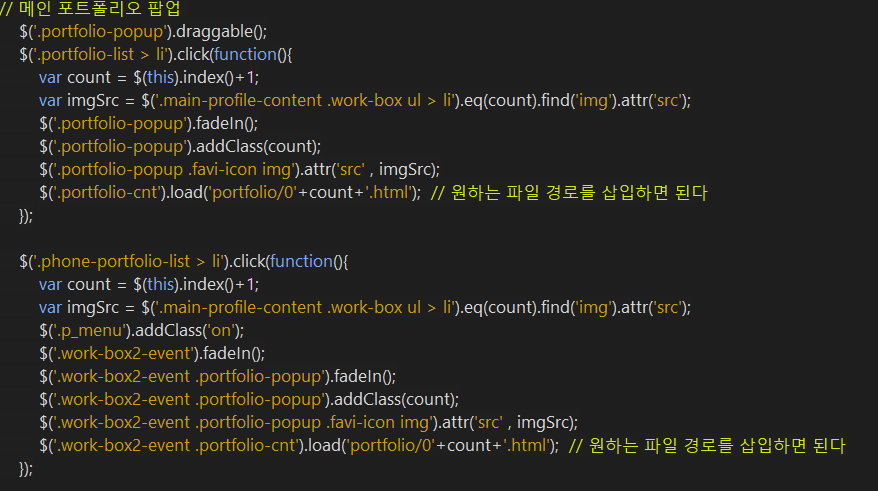 // 메인 포트폴리오 팝업
$('.portfolio-popup').draggable();
$('.portfolio-list > li').click(function(){
var count = $(this).index()+1;
var imgSrc = $('.main-profile-content .work-box ul > li').eq(count).find('img').attr('src');
$('.portfolio-popup').fadeIn();
$('.portfolio-popup').addClass(count);
$('.portfolio-popup .favi-icon img').attr('src' , imgSrc);
$('.portfolio-cnt').load('portfolio/0'+count+'.html'); // 원하는 파일 경로를 삽입하면 된다
});
$('.phone-portfolio-list > li').click(function(){
var count = $(this).index()+1;
var imgSrc = $('.main-profile-content .work-box ul > li').eq(count).find('img').attr('src');
$('.p_menu').addClass('on');
$('.work-box2-event').fadeIn();
$('.work-box2-event .portfolio-popup').fadeIn();
$('.work-box2-event .portfolio-popup').addClass(count);
$('.work-box2-event .portfolio-popup .favi-icon img').attr('src' , imgSrc);
$('.work-box2-event .portfolio-cnt').load('portfolio/0'+count+'.html'); // 원하는 파일 경로를 삽입하면 된다
});